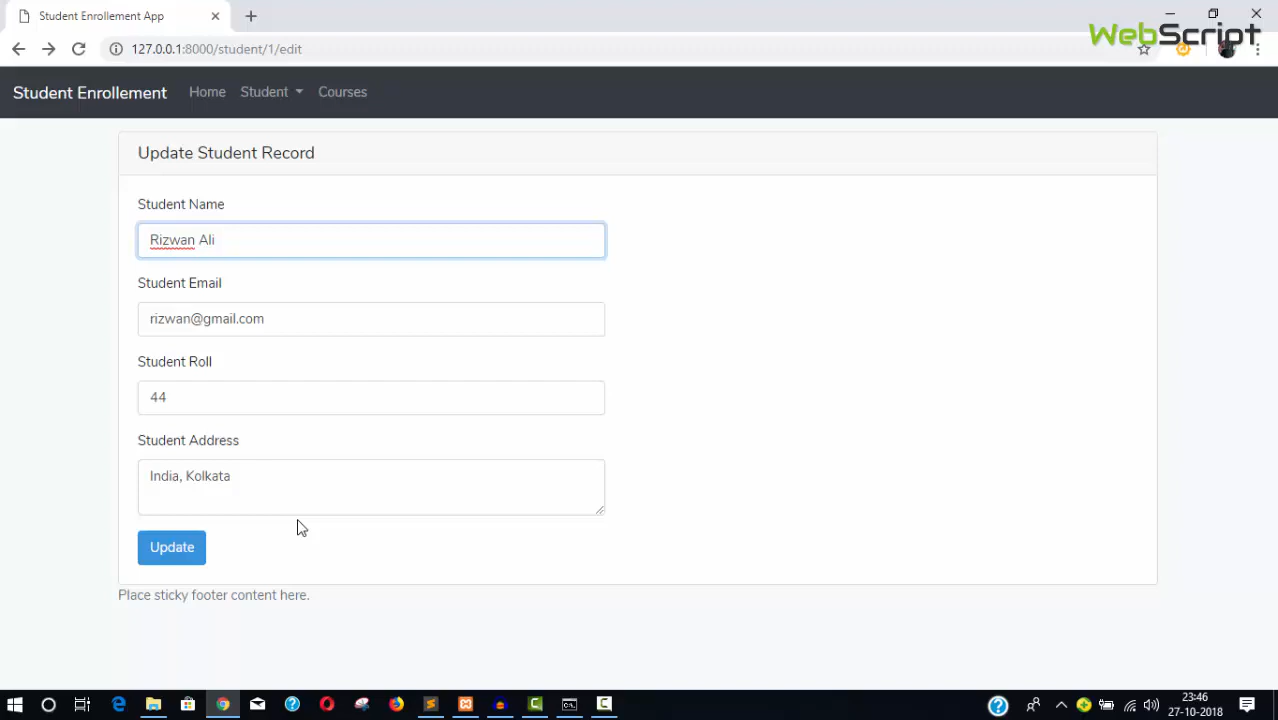 Student Enrollement App
WebScript
127.0.0.1:8000/student/1/edit
Student Enrollement Home Student Courses
Update Student Record
Student Name
Rizwan Ali
Student Email
rizwan@gmail.com
Student Roll
44
Student Address
India, Kolkata
Update
Place sticky footer content here.
23:46
27-10-2018